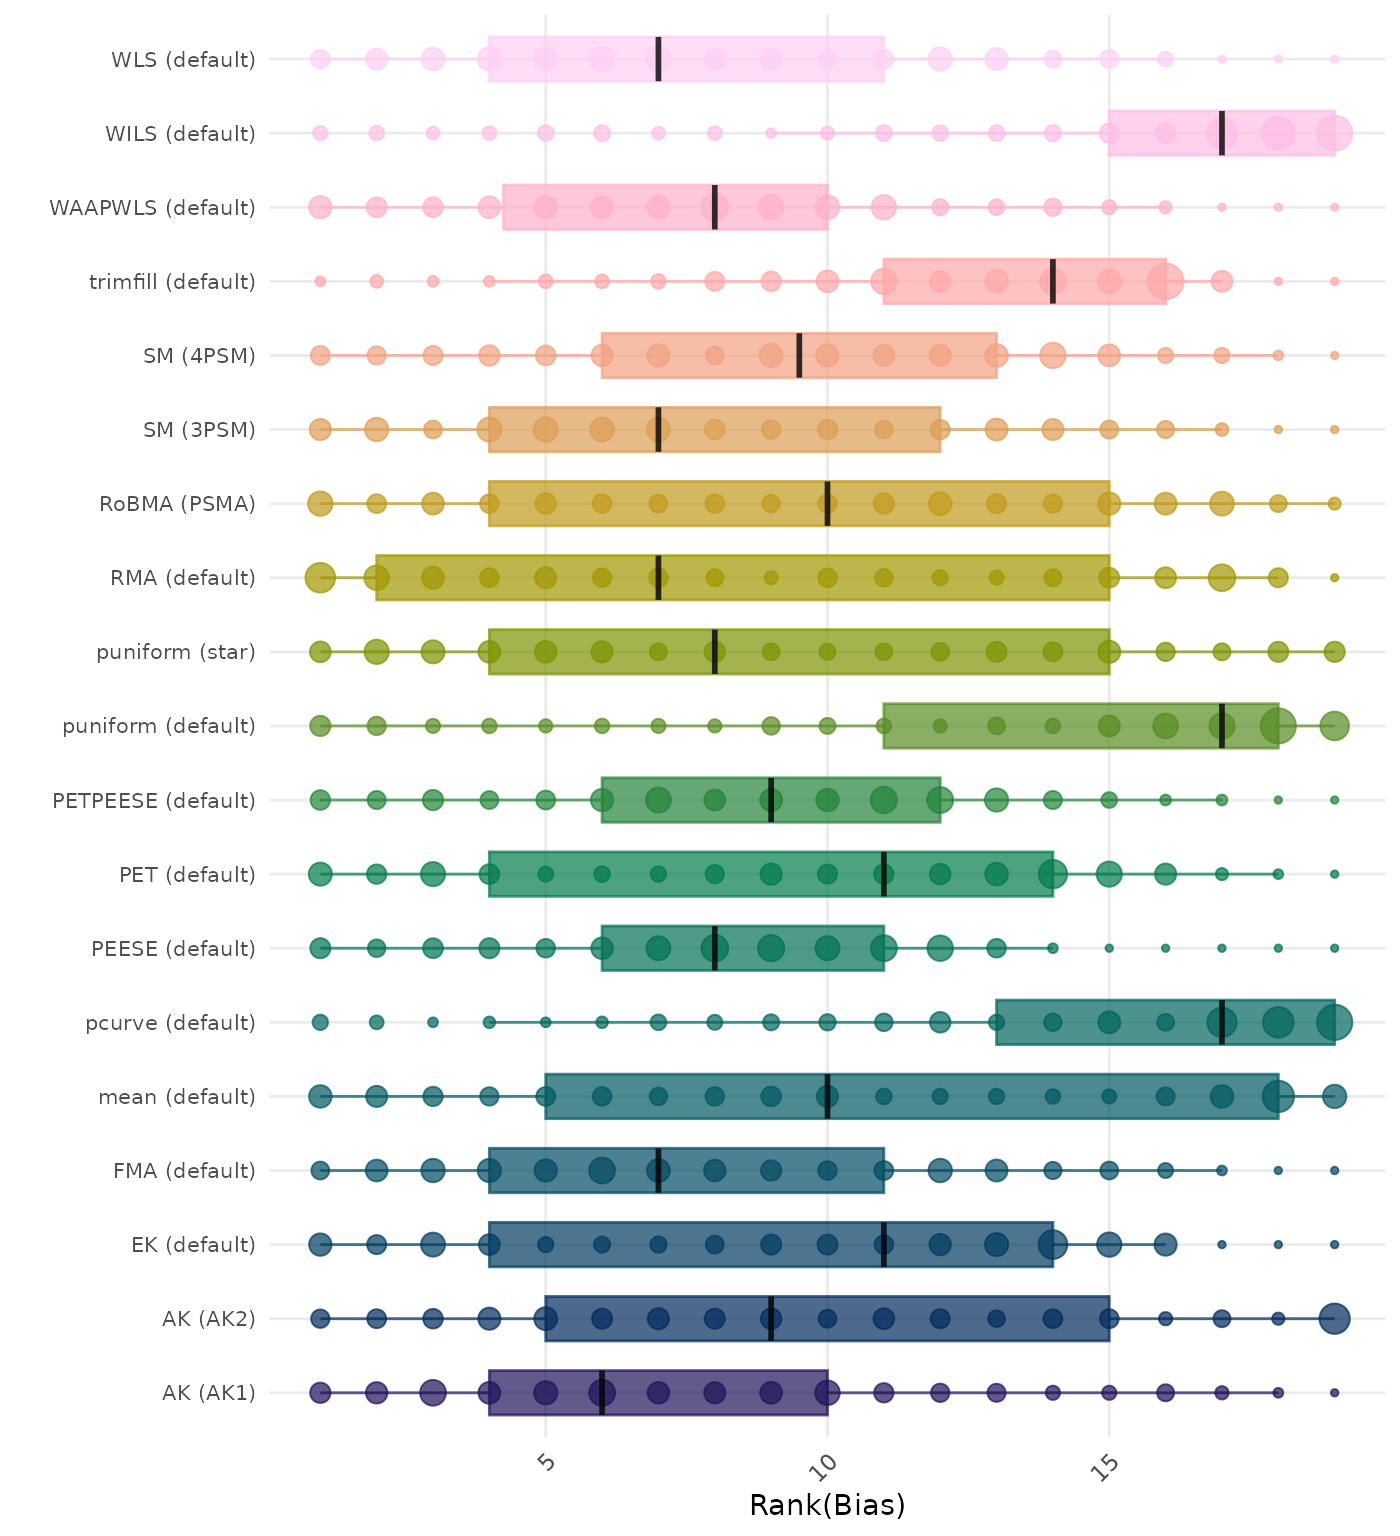 WLS (default)
WILS (default)
WAAPWLS (default)
trimfill (default)
SM (4PSM)
SM (3PSM)
RoBMA (PSMA)
RMA (default)
puniform (star)
puniform (default)
PETPEESE (default)
PET (default)
PEESE (default)
pcurve (default)
mean (default)
FMA (default)
EK (default)
AK (AK2)
AK (AK1)
5
10
15
Rank(Bias)